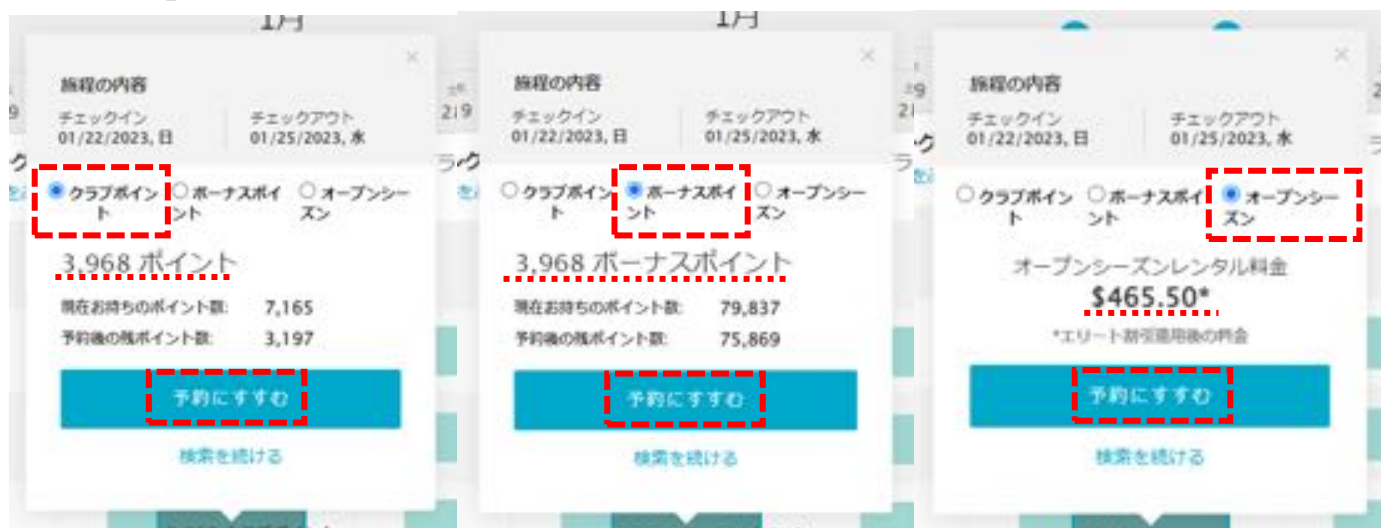 1月
旅程の内容
チェックイン
01/22/2023, 日
チェックアウト
01/25/2023, 水
クラブポイン
ト
ボーナスポイ
ント
オープンシー
ズン
3,968 ポイント
現在お持ちのポイント数: 7,165
予約後の残ポイント数: 3,197
予約にすすむ
検索を続ける
1月
旅程の内容
チェックイン
01/22/2023, 日
チェックアウト
01/25/2023, 水
クラブポイン
ト
ボーナスポイ
ント
オープンシー
ズン
3,968 ボーナスポイント
現在お持ちのポイント数: 79,837
予約後の残ポイント数: 75,869
予約にすすむ
検索を続ける
旅程の内容
チェックイン
01/22/2023, 日
チェックアウト
01/25/2023, 水
クラブポイン
ト
ボーナスポイ
ント
オープンシー
ズン
オープンシーズンレンタル料金
$465.50*
*エリート割引適用後の料金
予約にすすむ
検索を続ける